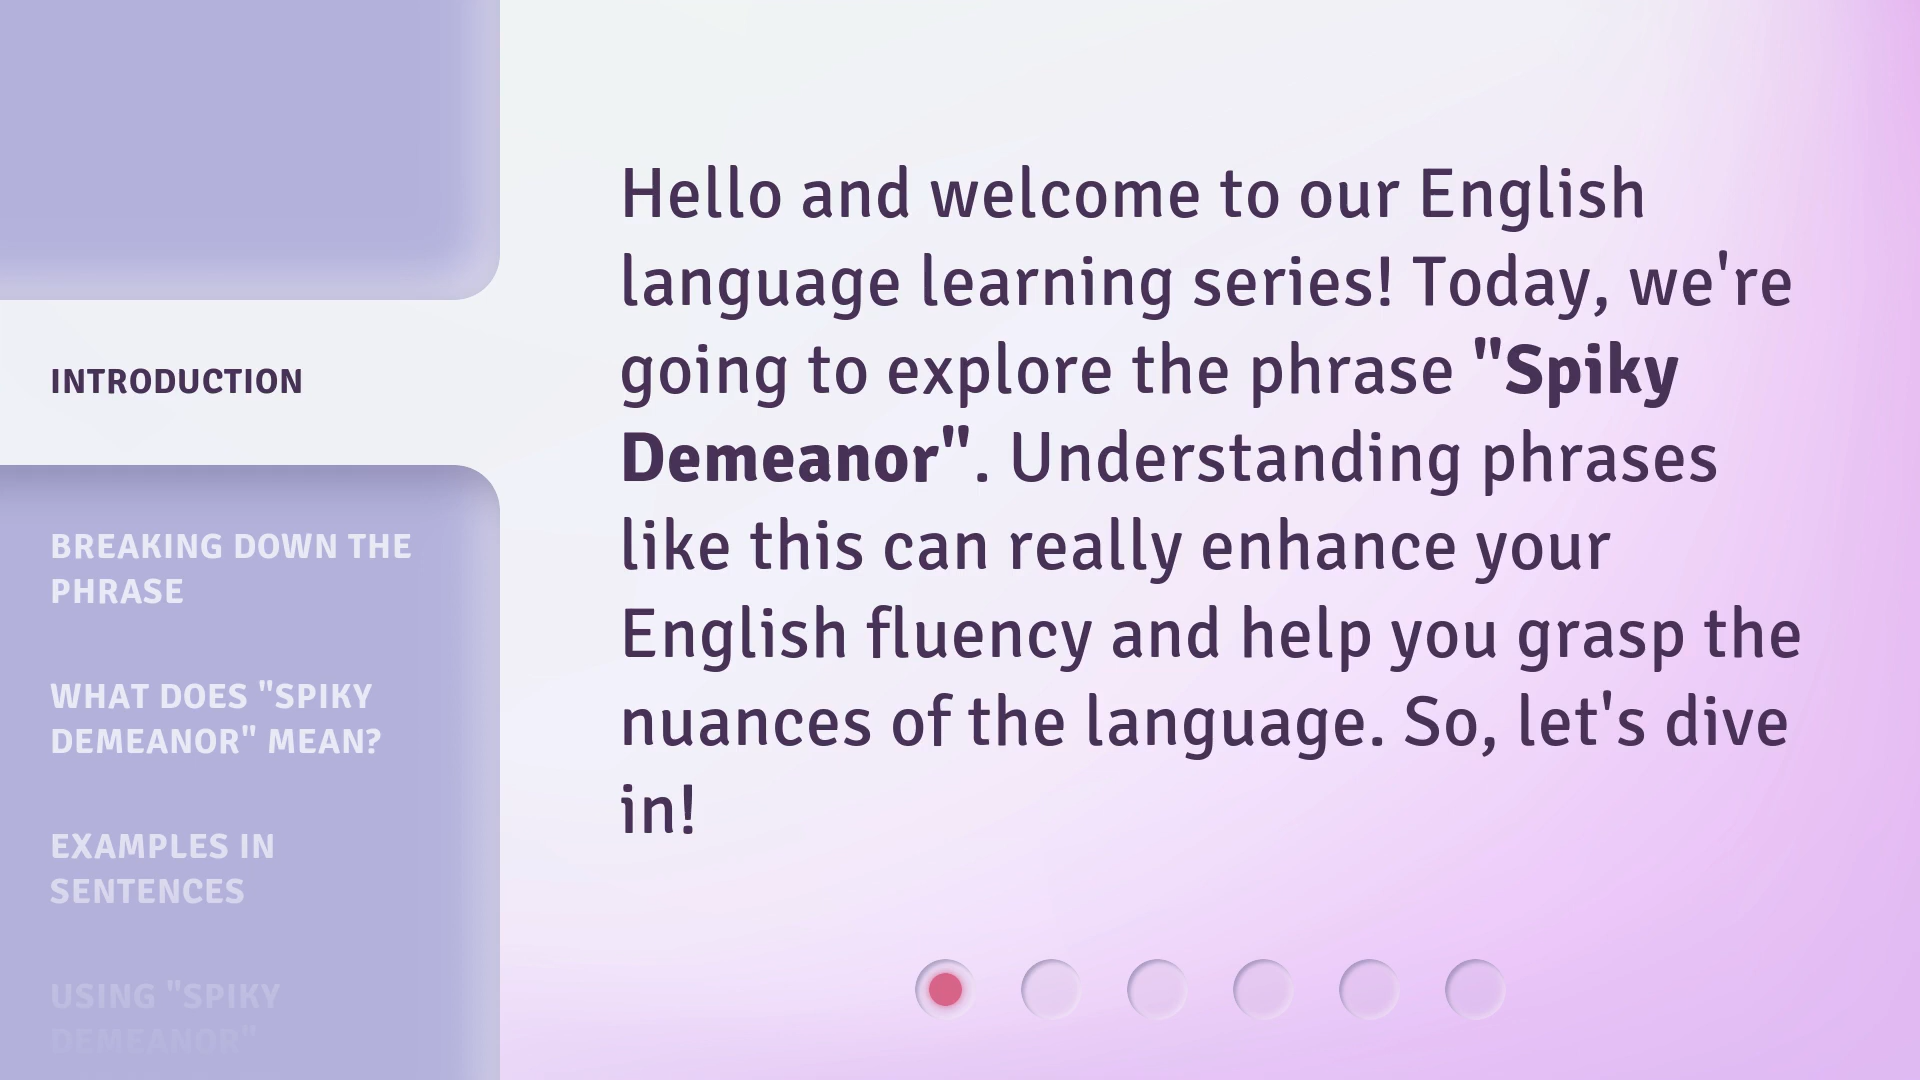 INTRODUCTION
BREAKING DOWN THE
PHRASE
WHAT DOES "SPIKY
DEMEANOR" MEAN?
EXAMPLES IN
SENTENCES
USING "SPIKY
DEMEANOR"
Hello and welcome to our English
language learning series! Today, we're
going to explore the phrase "Spiky
Demeanor". Understanding phrases
like this can really enhance your
English fluency and help you grasp the
nuances of the language. So, let's dive
in!